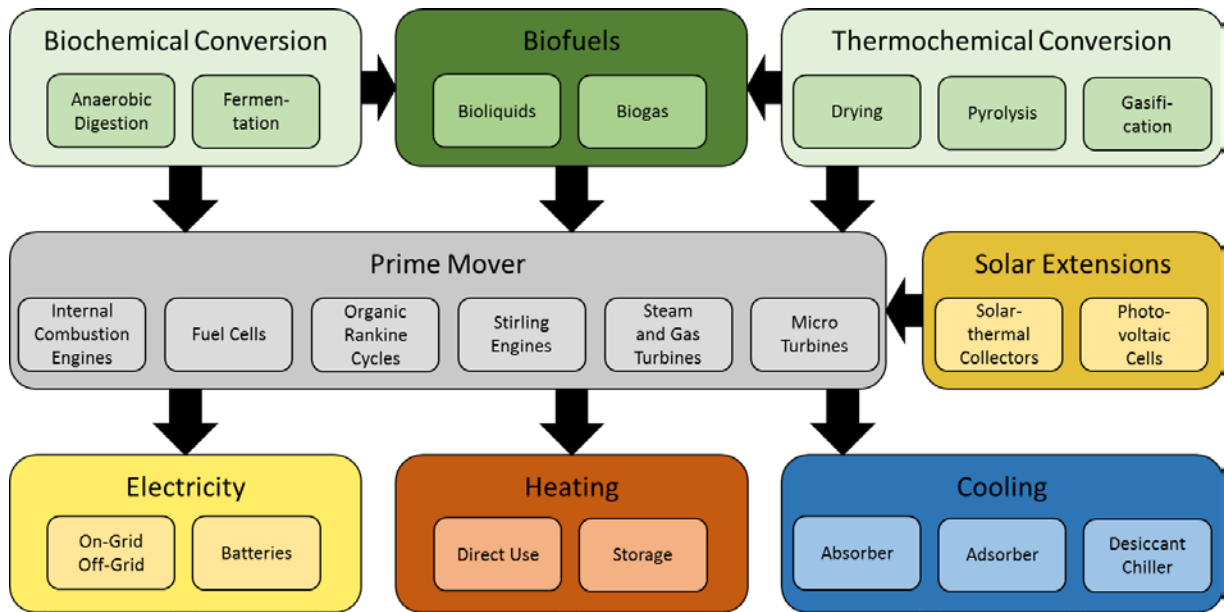 Biochemical Conversion
Anaerobic
Digestion
Fermen-
tation
Biofuels
Bioliquids
Biogas
Thermochemical Conversion
Drying
Pyrolysis
Gasifi-
cation
Prime Mover
Internal
Combustion
Engines
Fuel Cells
Organic
Rankine
Cycles
Stirling
Engines
Steam
and Gas
Turbines
Micro
Turbines
Solar Extensions
Solar-
thermal
Collectors
Photo-
voltaic
Cells
Electricity
On-Grid
Off-Grid
Batteries
Heating
Direct Use
Storage
Cooling
Absorber
Adsorber
Desiccant
Chiller